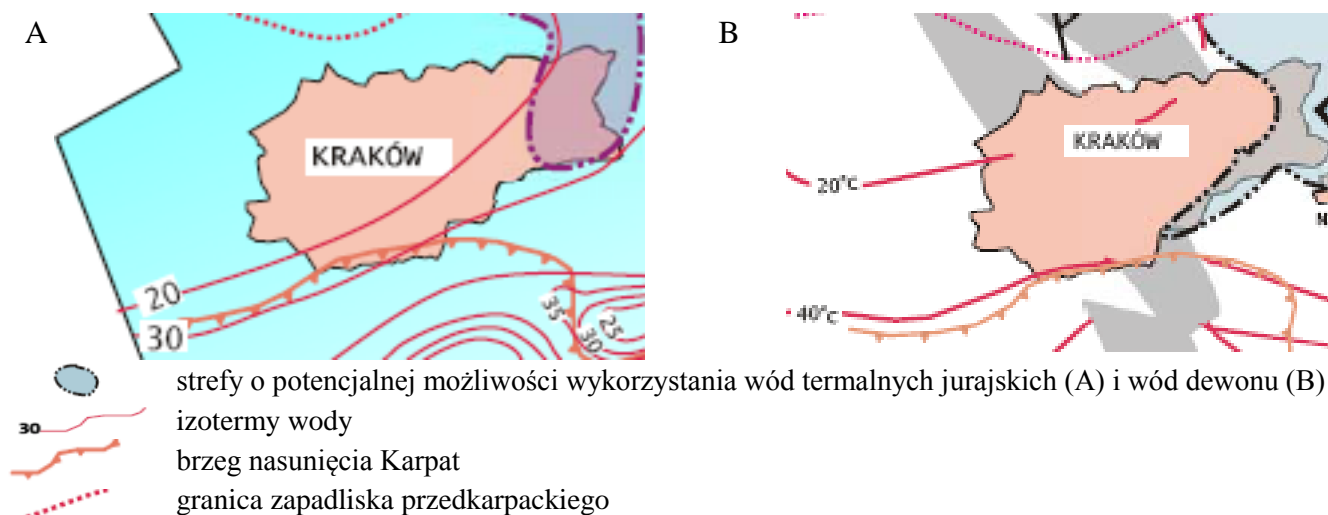 A
B
KRAKÓW
KRAKÓW
20°C
20
30
40°C
35
30
25
strefy o potencjalnej możliwości wykorzystania wód termalnych jurajskich (A) i wód dewonu (B)
30 izotermy wody
brzeg nasunięcia Karpat
granica zapadliska przedkarpackiego